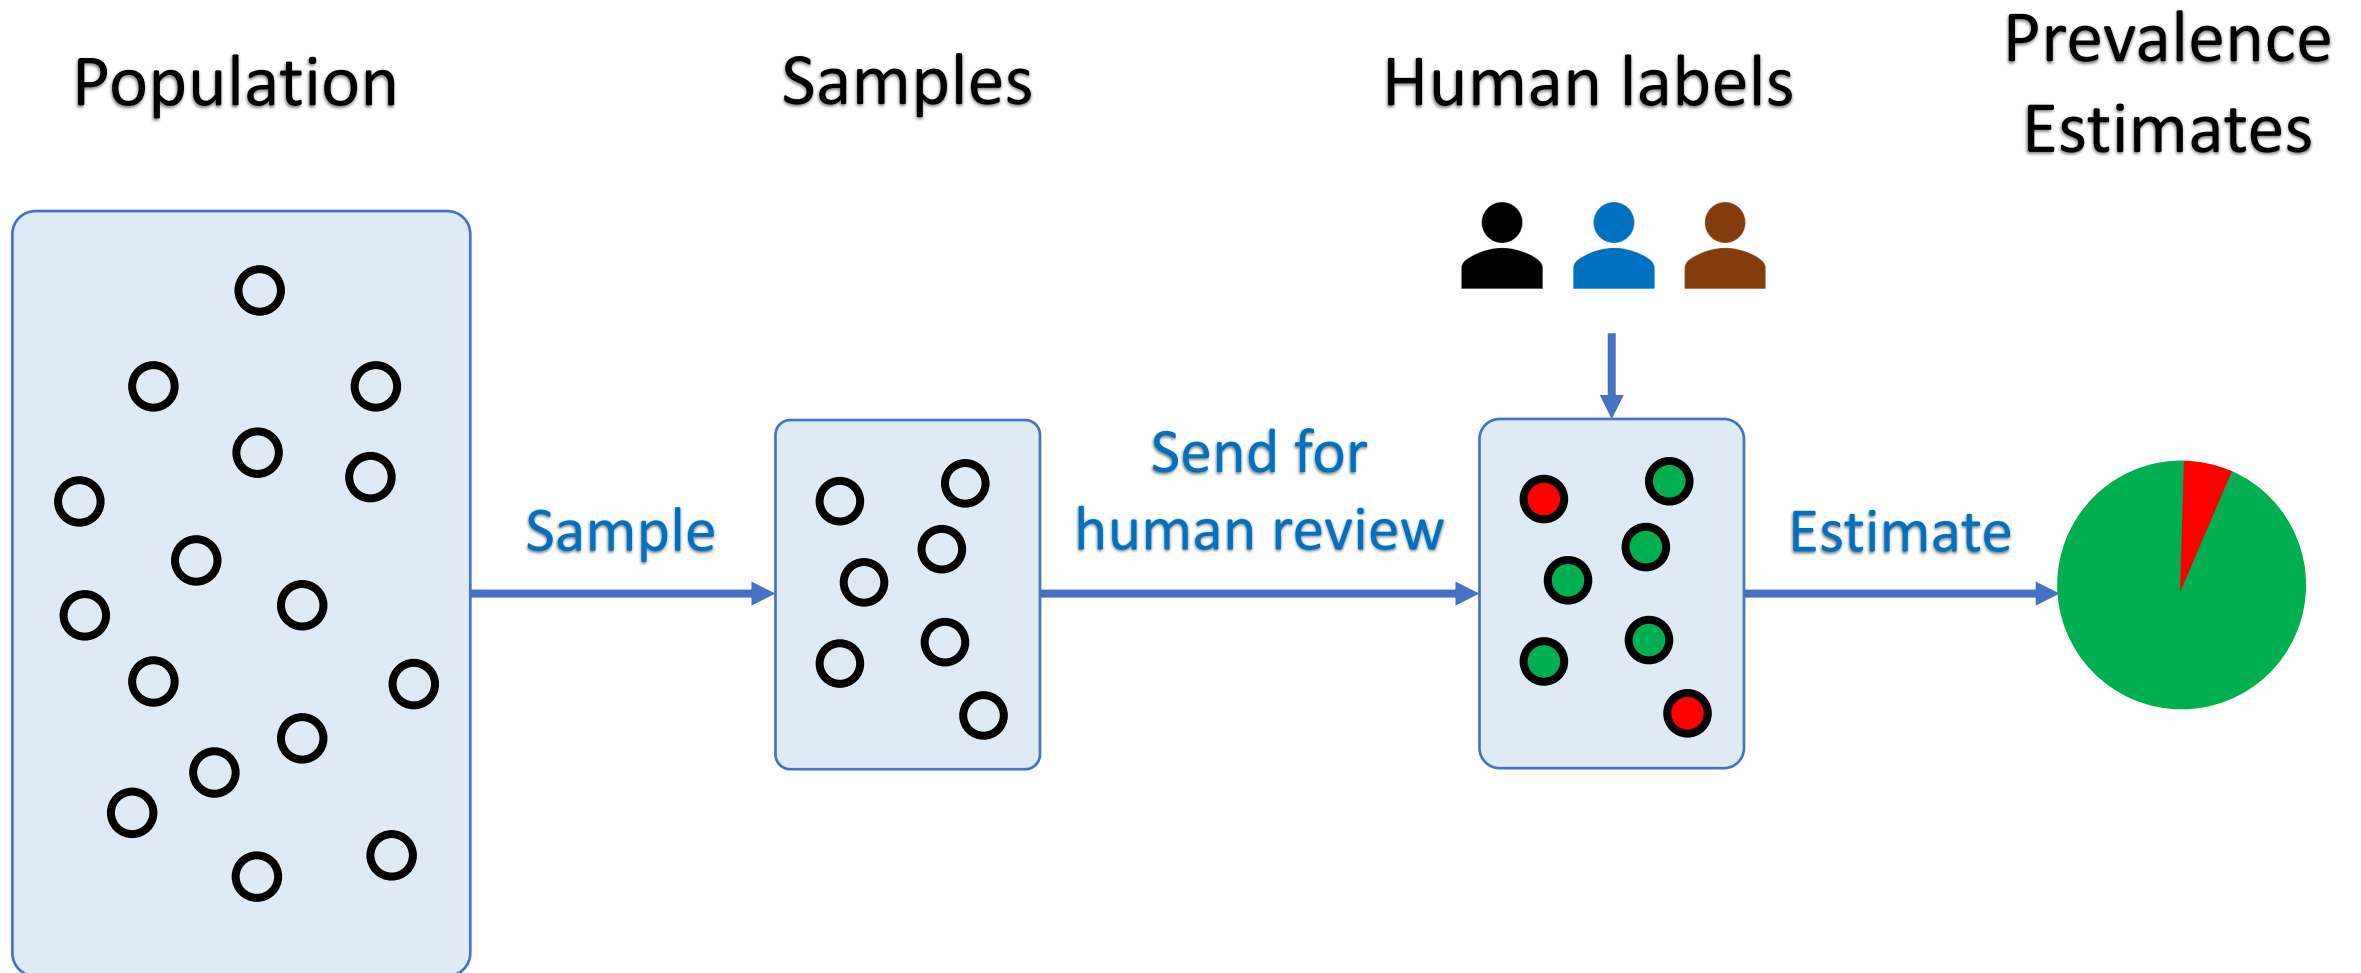 Population
Samples
Human labels
Prevalence
Estimates
Sample
Send for
human review
Estimate